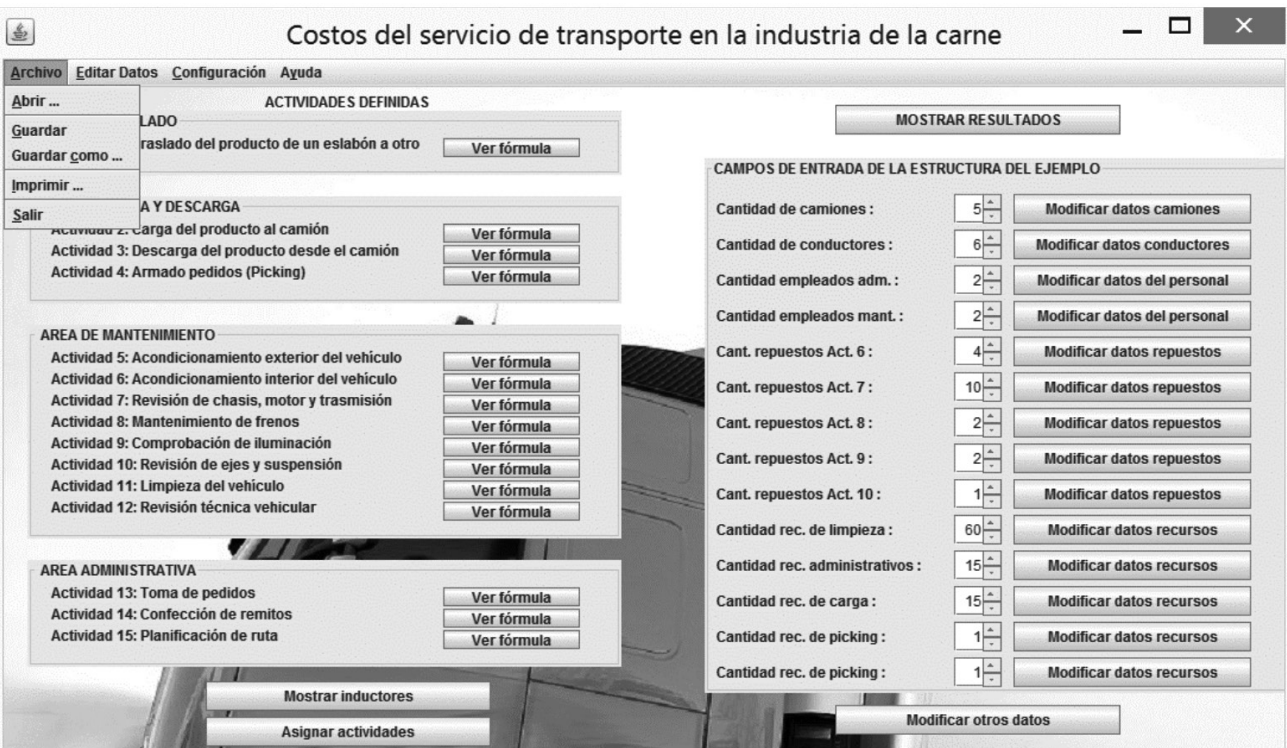 Costos del servicio de transporte en la industria de la carne
Archivo Editar Datos Configuración Ayuda
Abrir ...
Guardar
Guardar como ...
Imprimir ...
Salir
ACTIVIDADES DEFINIDAS
LADO
raslado del producto de un eslabón a otro Ver fórmula
A Y DESCARGA
Actividad 2: Carga del producto al camión Ver fórmula
Actividad 3: Descarga del producto desde el camión Ver fórmula
Actividad 4: Armado pedidos (Picking) Ver fórmula
AREA DE MANTENIMIENTO
Actividad 5: Acondicionamiento exterior del vehículo Ver fórmula
Actividad 6: Acondicionamiento interior del vehículo Ver fórmula
Actividad 7: Revisión de chasis, motor y trasmisión Ver fórmula
Actividad 8: Mantenimiento de frenos Ver fórmula
Actividad 9: Comprobación de iluminación Ver fórmula
Actividad 10: Revisión de ejes y suspensión Ver fórmula
Actividad 11: Limpieza del vehículo Ver fórmula
Actividad 12: Revisión técnica vehicular Ver fórmula
AREA ADMINISTRATIVA
Actividad 13: Toma de pedidos Ver fórmula
Actividad 14: Confección de remitos Ver fórmula
Actividad 15: Planificación de ruta Ver fórmula
Mostrar inductores
Asignar actividades
MOSTRAR RESULTADOS
CAMPOS DE ENTRADA DE LA ESTRUCTURA DEL EJEMPLO
Cantidad de camiones : 5 Modificar datos camiones
Cantidad de conductores : 6 Modificar datos conductores
Cantidad empleados adm. : 2 Modificar datos del personal
Cantidad empleados mant. : 2 Modificar datos del personal
Cant. repuestos Act. 6 : 4 Modificar datos repuestos
Cant. repuestos Act. 7 : 10 Modificar datos repuestos
Cant. repuestos Act. 8 : 2 Modificar datos repuestos
Cant. repuestos Act. 9 : 2 Modificar datos repuestos
Cant. repuestos Act. 10 : 1 Modificar datos repuestos
Cantidad rec. de limpieza : 60 Modificar datos recursos
Cantidad rec. administrativos : 15 Modificar datos recursos
Cantidad rec. de carga : 15 Modificar datos recursos
Cantidad rec. de picking : 1 Modificar datos recursos
Cantidad rec. de picking : 1 Modificar datos recursos
Modificar otros datos